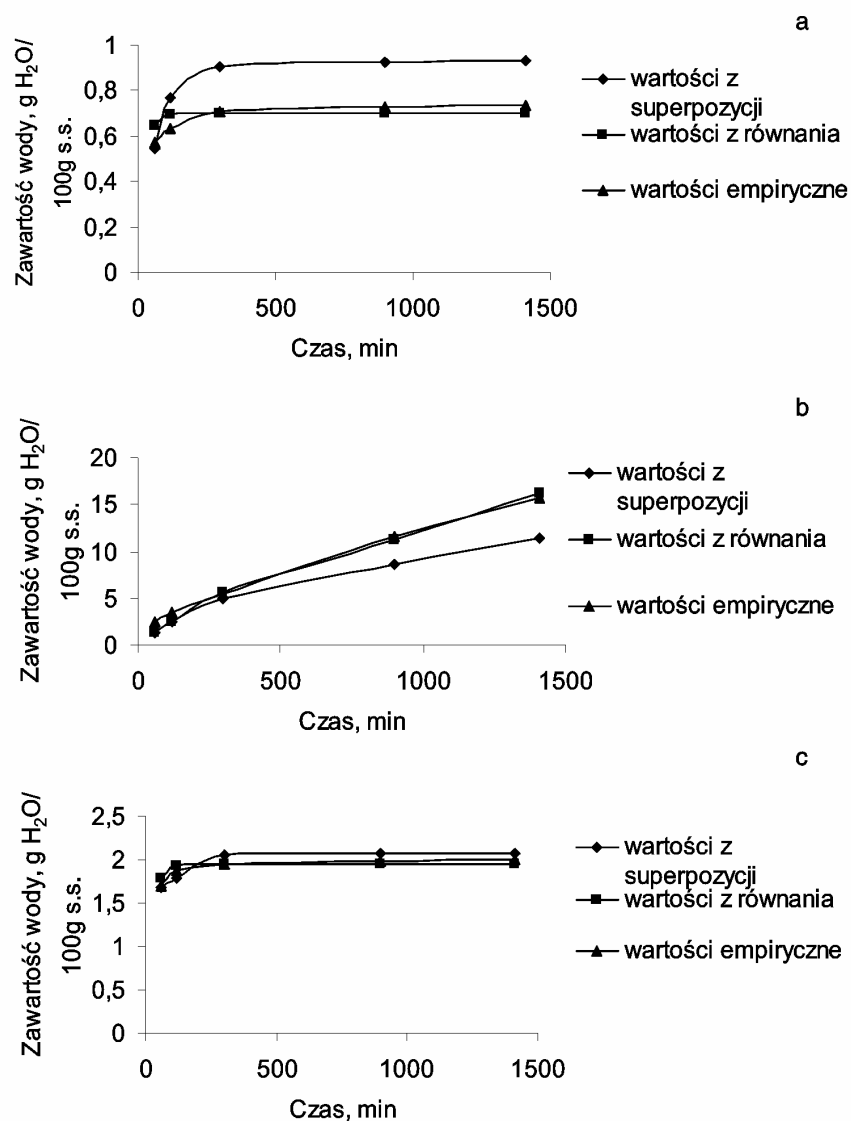 a
Zawartość wody, g H₂O/
100g s.s.
1
0,8
0,6
0,4
0,2
0
0 500 1000 1500
Czas, min
wartości z
superpozycji
wartości z równania
wartości empiryczne
b
Zawartość wody, g H₂O/
100g s.s.
20
15
10
5
0
0 500 1000 1500
Czas, min
wartości z
superpozycji
wartości z równania
wartości empiryczne
c
Zawartość wody, g H₂O/
100g s.s.
2,5
2
1,5
1
0,5
0
0 500 1000 1500
Czas, min
wartości z
superpozycji
wartości z równania
wartości empiryczne